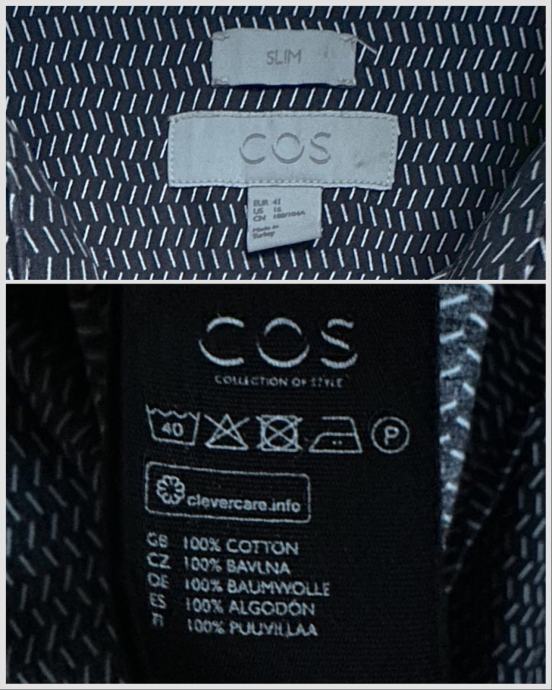 SLIM
COS
EUR 41
US 16
CN 180/104A
Made in
Turkey
COS
COLLECTION OF STYLE
40
P
clevercare.info
GB 100% COTTON
CZ 100% BAVLNA
DE 100% BAUMWOLLE
ES 100% ALGODÓN
FI 100% PUUVILLAA